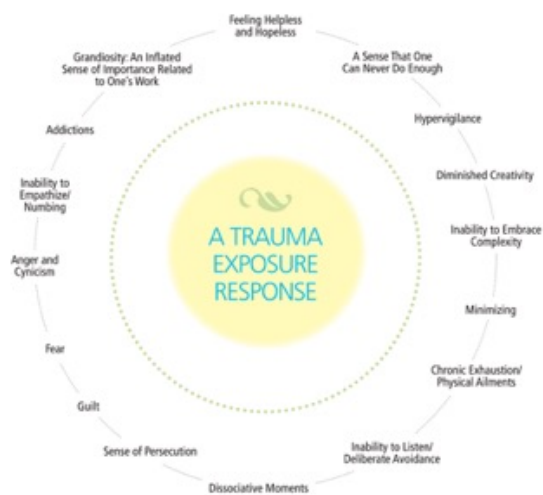 Feeling Helpless
and Hopeless
A Sense That One
Can Never Do Enough
Hypervigilance
Diminished Creativity
Inability to Embrace
Complexity
Minimizing
Chronic Exhaustion/
Physical Ailments
Inability to Listen/
Deliberate Avoidance
Dissociative Moments
Sense of Persecution
Guilt
Fear
Anger and
Cynicism
Inability to
Empathize/
Numbing
Addictions
Grandiosity: An Inflated
Sense of Importance Related
to One's Work
A TRAUMA
EXPOSURE
RESPONSE